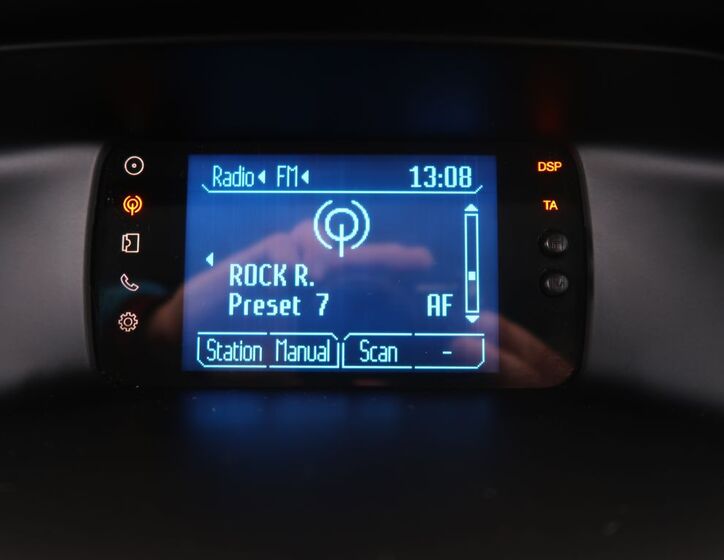 Radio FM 13:08
DSP
TA
ROCK R.
Preset 7 AF
Station Manual Scan -